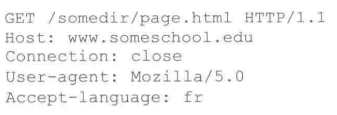 GET /somedir/page.html HTTP/1.1
Host: www.someschool.edu
Connection: close
User-agent: Mozilla/5.0
Accept-language: fr